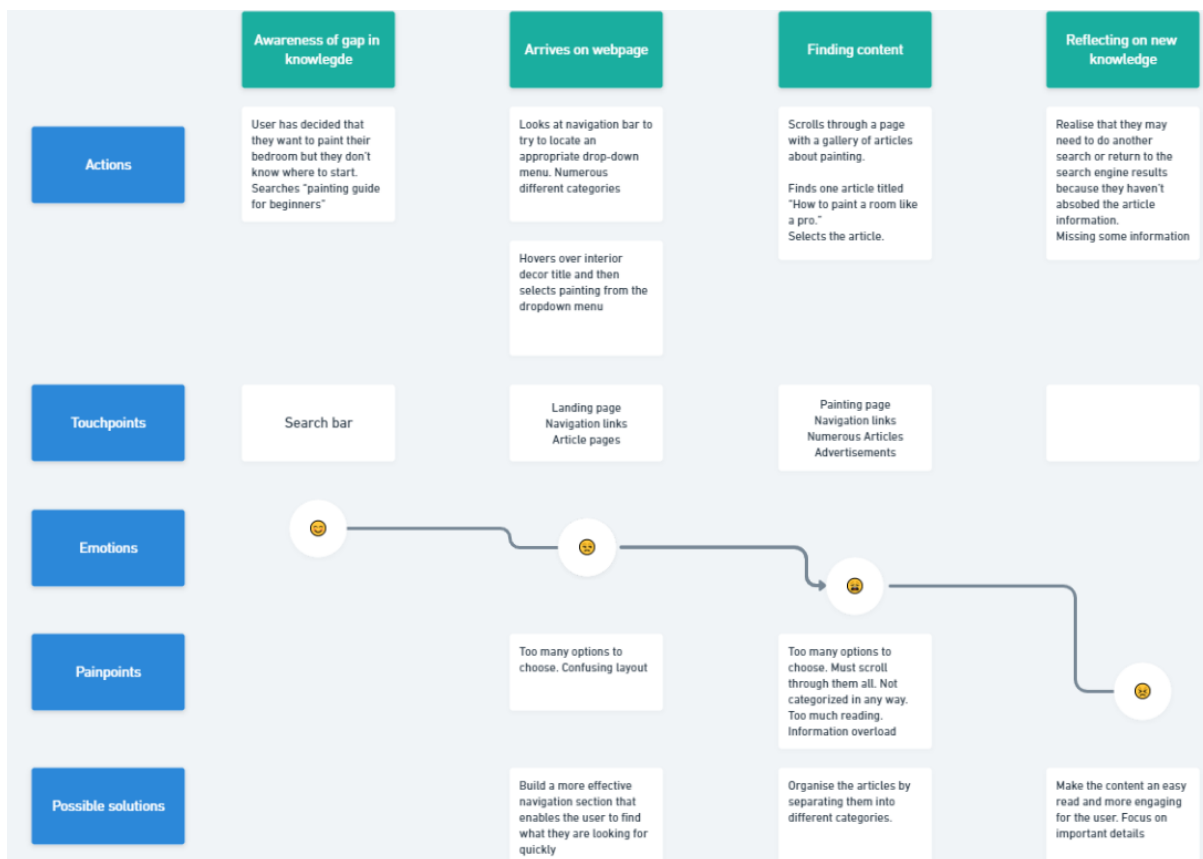 Awareness of gap in
knowlegde
Arrives on webpage
Finding content
Reflecting on new
knowledge
Actions
User has decided that
they want to paint their
bedroom but they don't
know where to start.
Searches "painting guide
for beginners"
Looks at navigation bar to
try to locate an
appropriate drop-down
menu. Numerous
different categories
Hovers over interior
decor title and then
selects painting from the
dropdown menu
Scrolls through a page
with a gallery of articles
about painting.
Finds one article titled
"How to paint a room like
a pro."
Selects the article.
Realise that they may
need to do another
search or return to the
search engine results
because they haven't
absobed the article
information.
Missing some information
Touchpoints
Search bar
Landing page
Navigation links
Article pages
Painting page
Navigation links
Numerous Articles
Advertisements
Emotions
Painpoints
Too many options to
choose. Confusing layout
Too many options to
choose. Must scroll
through them all. Not
categorized in any way.
Too much reading.
Information overload
Possible solutions
Build a more effective
navigation section that
enables the user to find
what they are looking for
quickly
Organise the articles by
separating them into
different categories.
Make the content an easy
read and more engaging
for the user. Focus on
important details